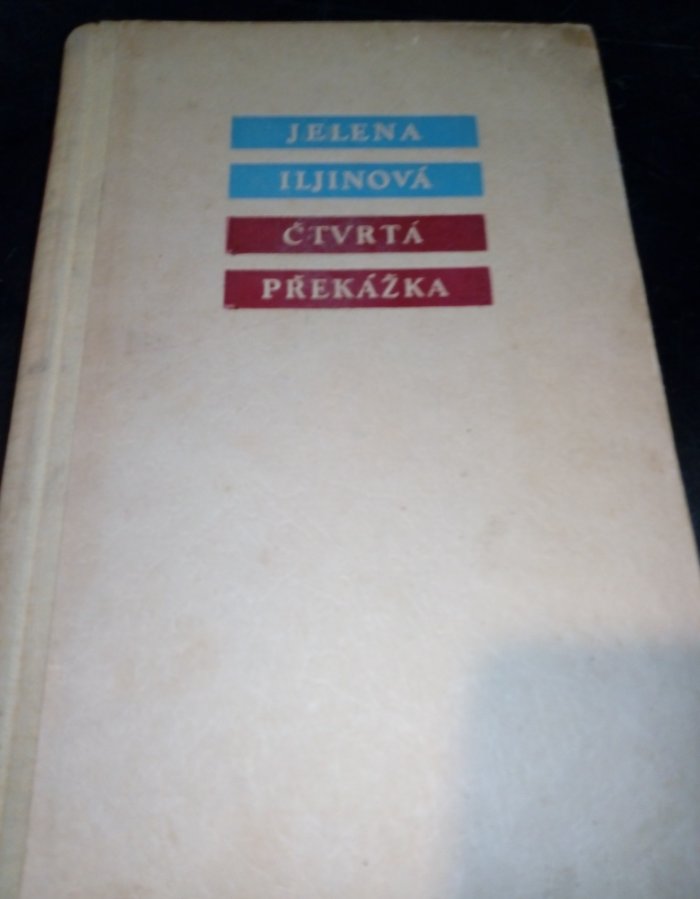 JELENA
ILJINOVÁ
ČTVRTÁ
PŘEKÁŽKA